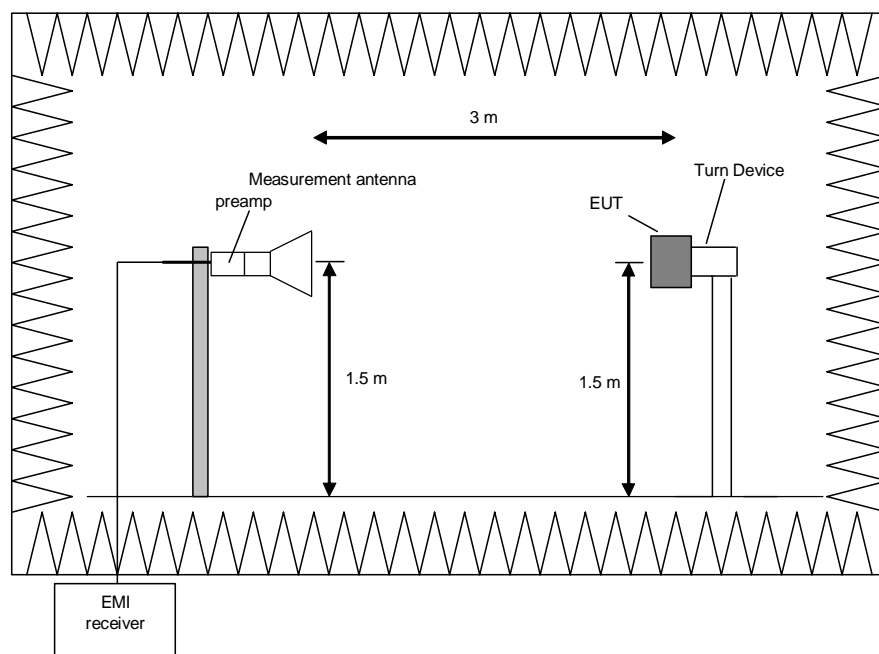 3 m
Measurement antenna
preamp
Turn Device
EUT
1.5 m
1.5 m
EMI
receiver